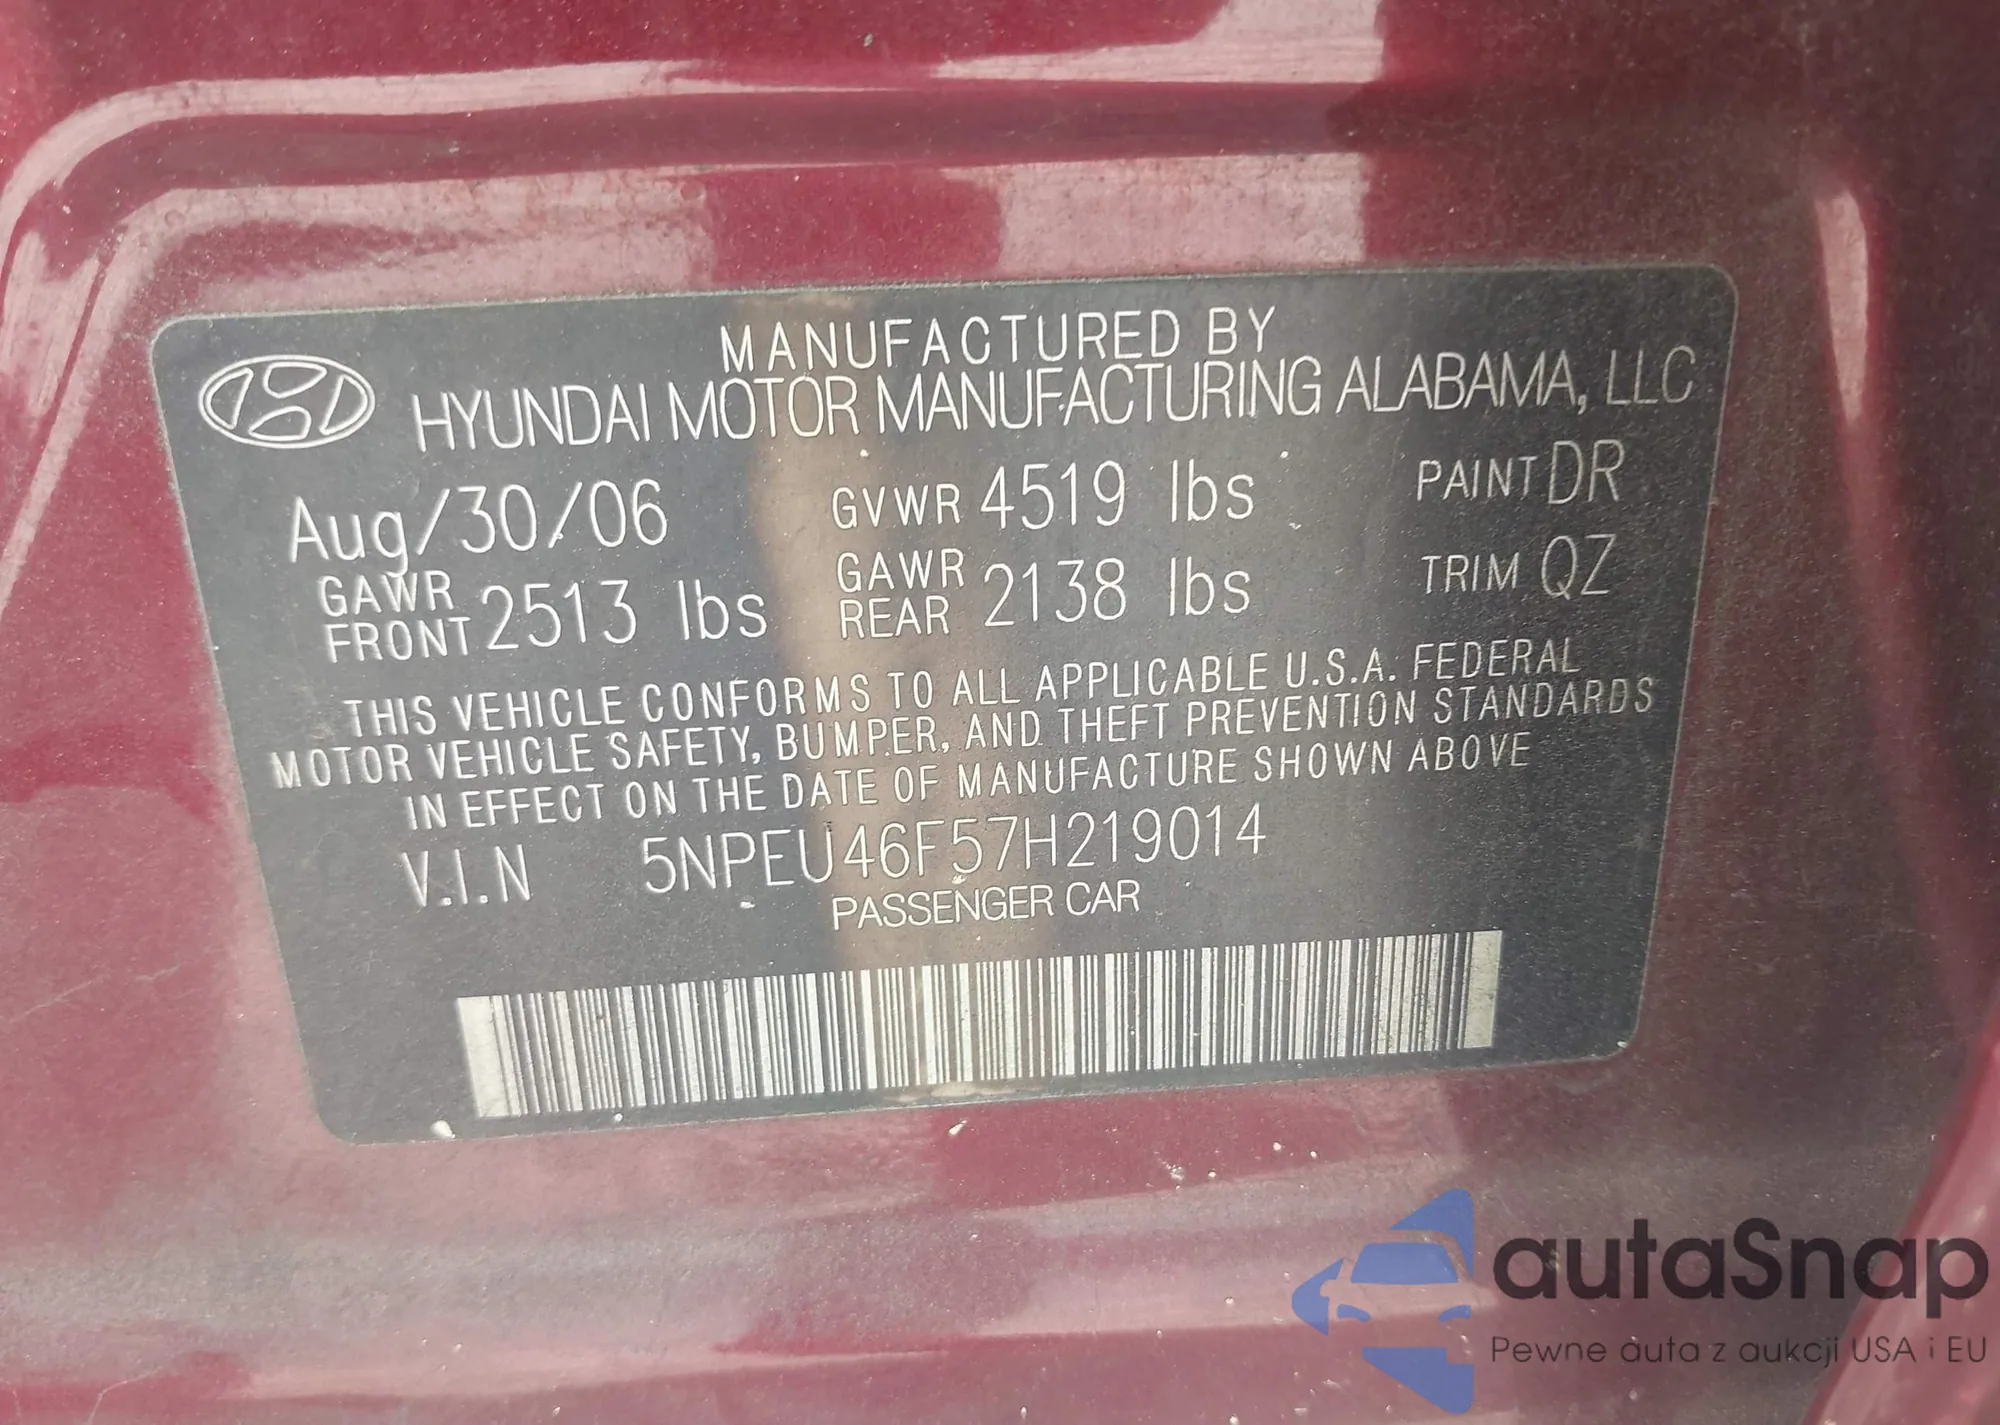 MANUFACTURED BY
HYUNDAI MOTOR MANUFACTURING ALABAMA, LLC
Aug/30/06 GVWR 4519 lbs PAINT DR
GAWR FRONT 2513 lbs GAWR REAR 2138 lbs TRIM QZ
THIS VEHICLE CONFORMS TO ALL APPLICABLE U.S.A. FEDERAL
MOTOR VEHICLE SAFETY, BUMPER, AND THEFT PREVENTION STANDARDS
IN EFFECT ON THE DATE OF MANUFACTURE SHOWN ABOVE
V.I.N 5NPEU46F57H219014
PASSENGER CAR
autaSnap
Pewne auta z aukcji USA i EU